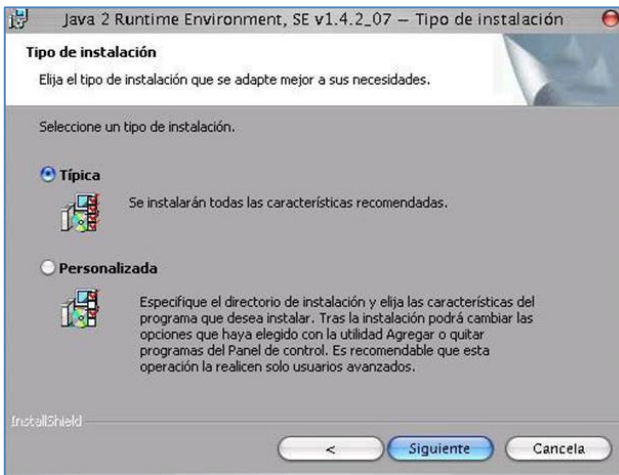 Java 2 Runtime Environment, SE v1.4.2_07 – Tipo de instalación
Tipo de instalación
Elija el tipo de instalación que se adapte mejor a sus necesidades.
Seleccione un tipo de instalación.
Típica
Se instalarán todas las características recomendadas.
Personalizada
Especifique el directorio de instalación y elija las características del
programa que desea instalar. Tras la instalación podrá cambiar las
opciones que haya elegido con la utilidad Agregar o quitar
programas del Panel de control. Es recomendable que esta
operación la realicen solo usuarios avanzados.
InstallShield
< Siguiente Cancela